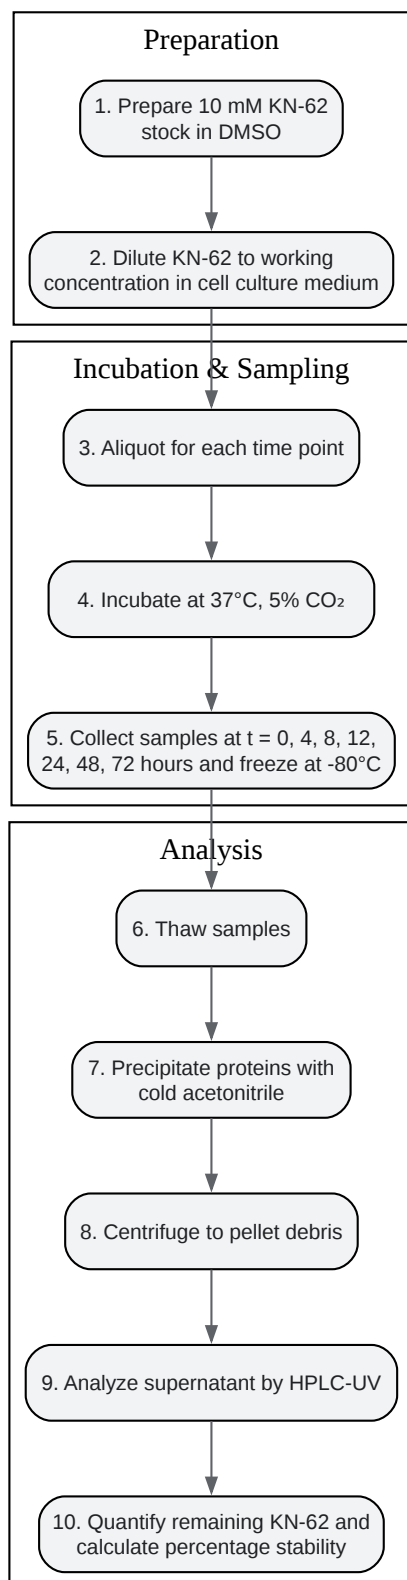 Preparation
1. Prepare 10 mM KN-62
stock in DMSO
2. Dilute KN-62 to working
concentration in cell culture medium
Incubation & Sampling
3. Aliquot for each time point
4. Incubate at 37°C, 5% CO₂
5. Collect samples at t = 0, 4, 8, 12,
24, 48, 72 hours and freeze at -80°C
Analysis
6. Thaw samples
7. Precipitate proteins with
cold acetonitrile
8. Centrifuge to pellet debris
9. Analyze supernatant by HPLC-UV
10. Quantify remaining KN-62 and
calculate percentage stability